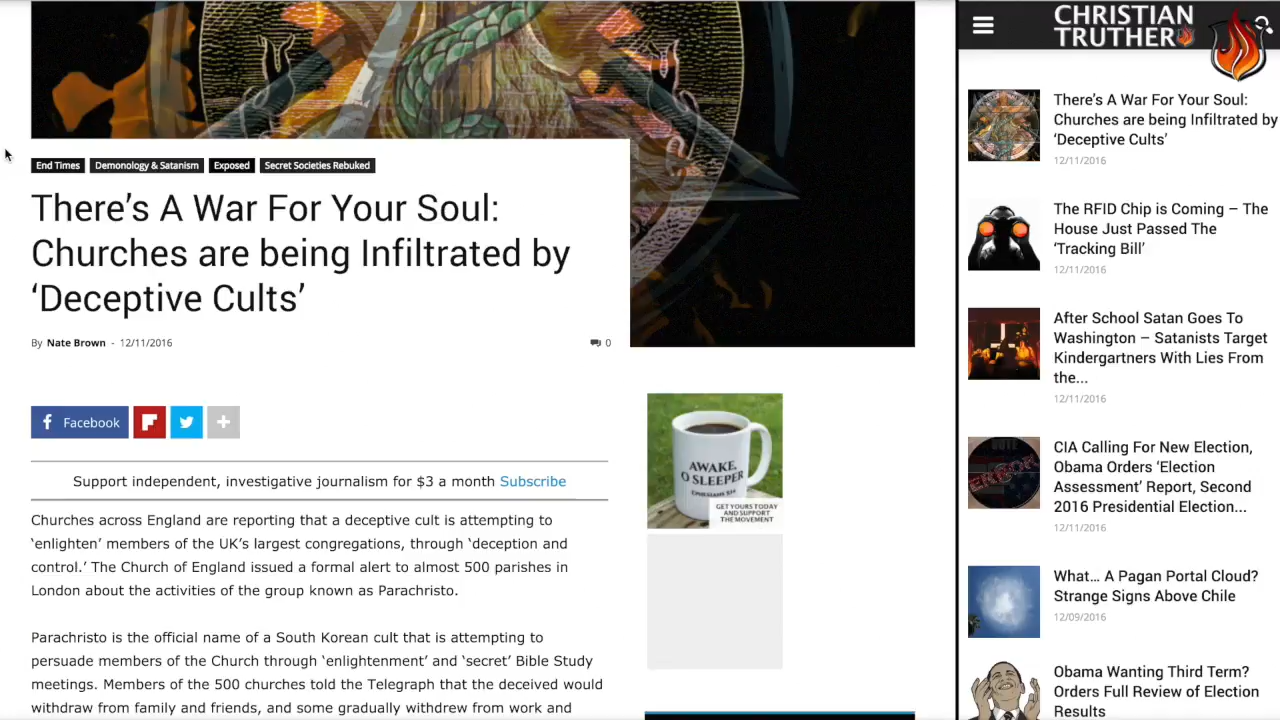 End Times
Demonology & Satanism
Exposed
Secret Societies Rebuked
There’s A War For Your Soul:
Churches are being Infiltrated by
‘Deceptive Cults’
By Nate Brown - 12/11/2016
0
Facebook
Support independent, investigative journalism for $3 a month Subscribe
Churches across England are reporting that a deceptive cult is attempting to
‘enlighten’ members of the UK’s largest congregations, through ‘deception and
control.’ The Church of England issued a formal alert to almost 500 parishes in
London about the activities of the group known as Parachristo.
Parachristo is the official name of a South Korean cult that is attempting to
persuade members of the Church through ‘enlightenment’ and ‘secret’ Bible Study
meetings. Members of the 500 churches told the Telegraph that the deceived would
withdraw from family and friends, and some gradually withdrew from work and
AWAKE,
O SLEEPER
EPHESIANS 5:14
GET YOURS TODAY
AND SUPPORT
THE MOVEMENT
CHRISTIAN
TRUTHER
There’s A War For Your Soul:
Churches are being Infiltrated by
‘Deceptive Cults’
12/11/2016
The RFID Chip is Coming – The
House Just Passed The
‘Tracking Bill’
12/11/2016
After School Satan Goes To
Washington – Satanists Target
Kindergartners With Lies From
the...
12/11/2016
CIA Calling For New Election,
Obama Orders ‘Election
Assessment’ Report, Second
2016 Presidential Election...
12/11/2016
What… A Pagan Portal Cloud?
Strange Signs Above Chile
12/09/2016
Obama Wanting Third Term?
Orders Full Review of Election
Results